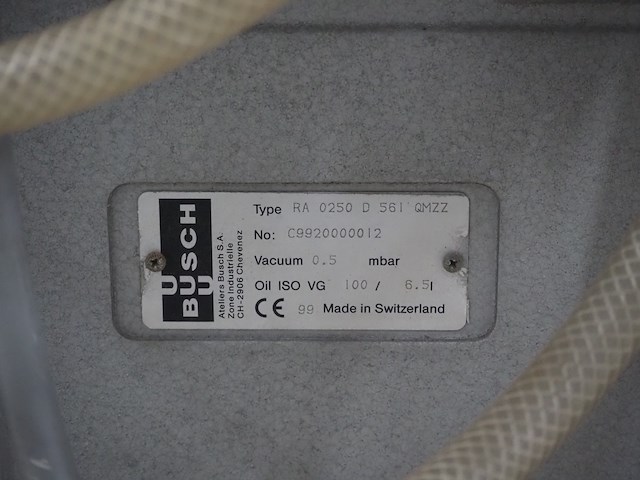 Type RA 0250 D 561 QMZZ
No: C9920000012
Vacuum 0.5 mbar
Oil ISO VG 100 / 6.5l
CE 99 Made in Switzerland
BUSCH
BU
Ateliers Busch S.A.
Zone Industrielle
CH-2906 Chevenez